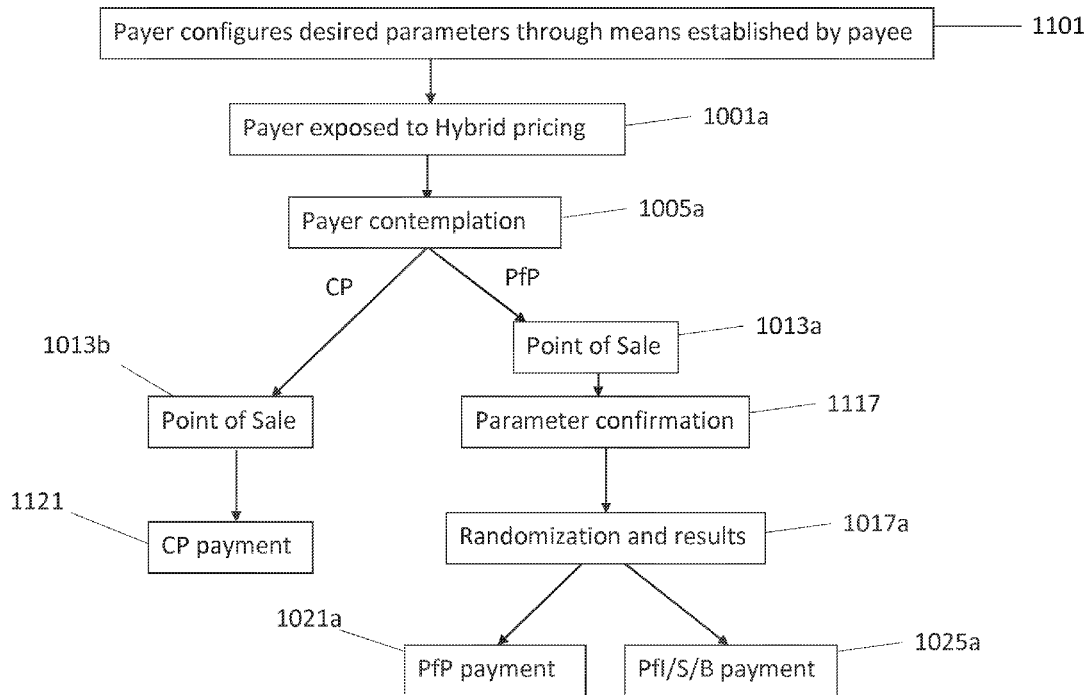 Payer configures desired parameters through means established by payee
1101
Payer exposed to Hybrid pricing
1001a
Payer contemplation
1005a
CP
PfP
1013b
Point of Sale
1013a
Point of Sale
Parameter confirmation
1117
1121
CP payment
Randomization and results
1017a
1021a
PfP payment
PfI/S/B payment
1025a